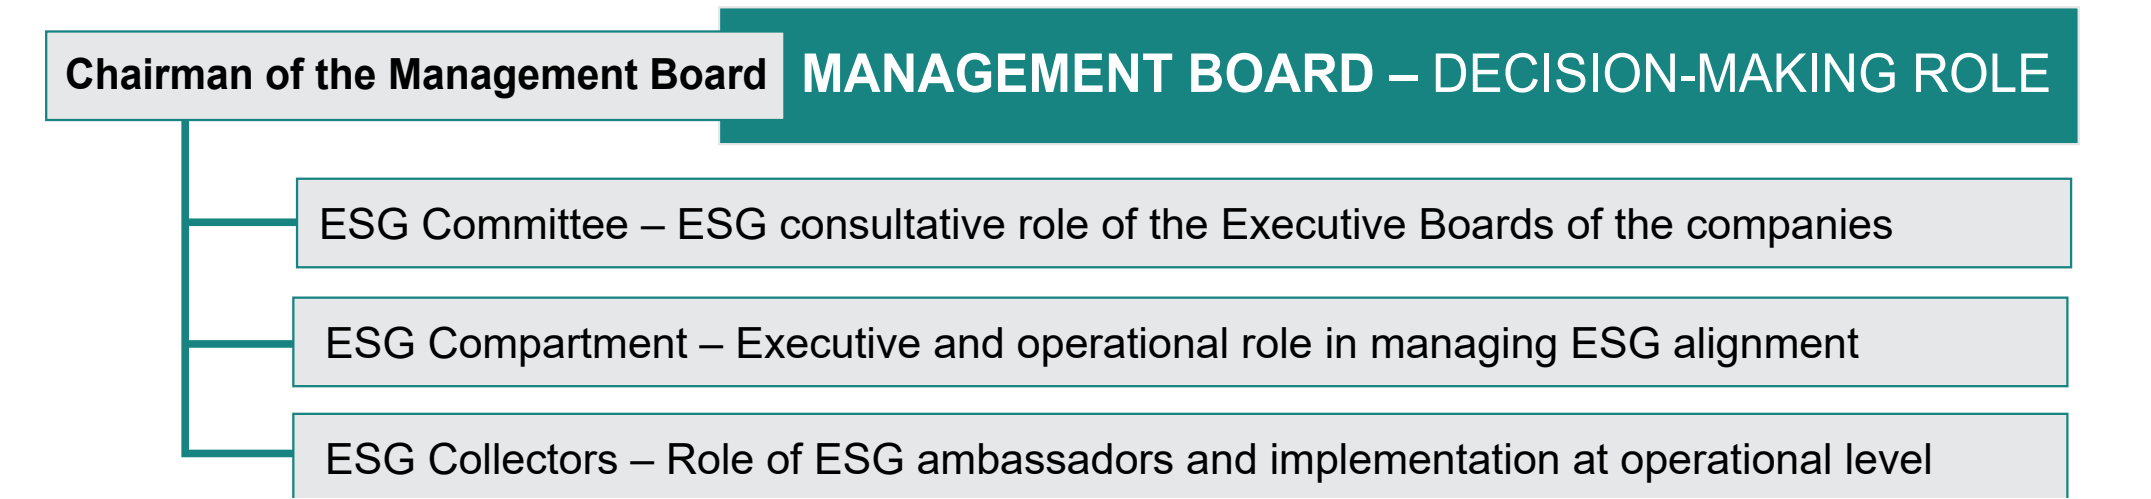 Chairman of the Management Board
MANAGEMENT BOARD – DECISION-MAKING ROLE
ESG Committee – ESG consultative role of the Executive Boards of the companies
ESG Compartment – Executive and operational role in managing ESG alignment
ESG Collectors – Role of ESG ambassadors and implementation at operational level